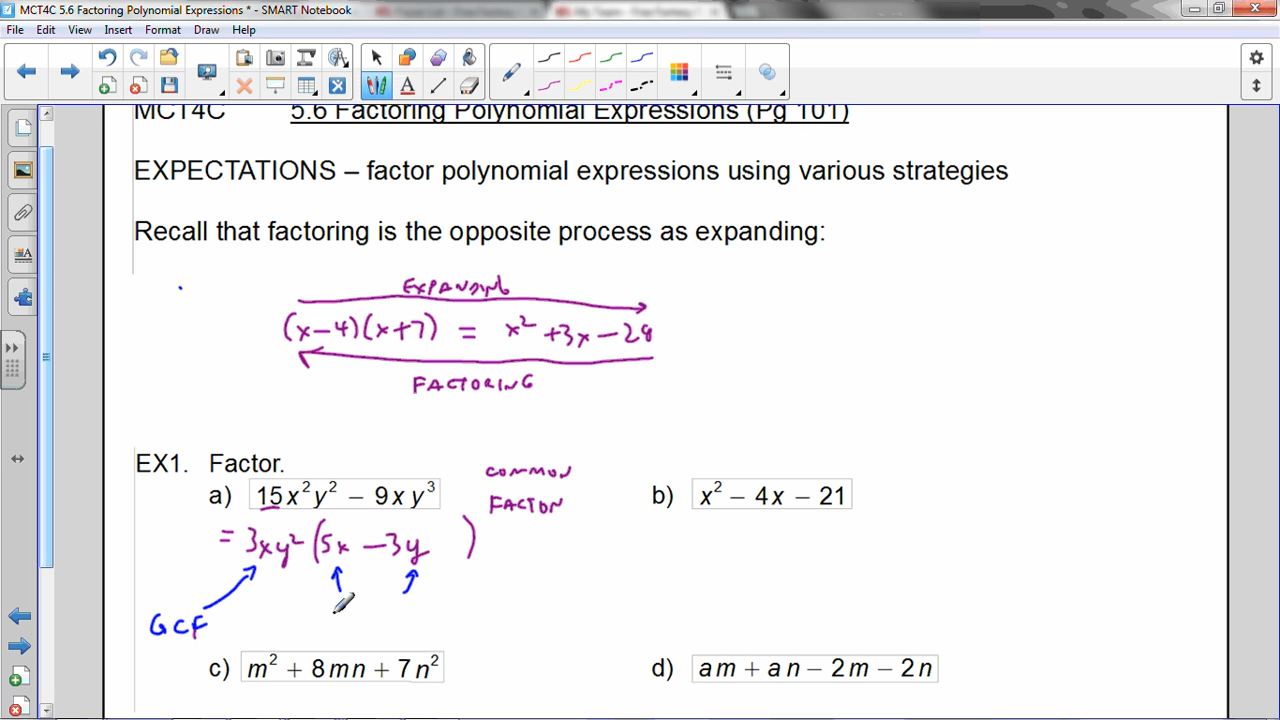 MCT4C 5.6 Factoring Polynomial Expressions * - SMART Notebook
File Edit View Insert Format Draw Help
MCT4C 5.6 Factoring Polynomial Expressions (Pg 101)
EXPECTATIONS – factor polynomial expressions using various strategies
Recall that factoring is the opposite process as expanding:
EXPANDING
(x-4)(x+7) = x² +3x -28
FACTORING
EX1. Factor.
COMMON
FACTOR
a) 15x²y² − 9xy³
b) x² − 4x − 21
= 3xy² (5x -3y )
GCF
c) m² + 8mn + 7n²
d) am + an − 2m − 2n